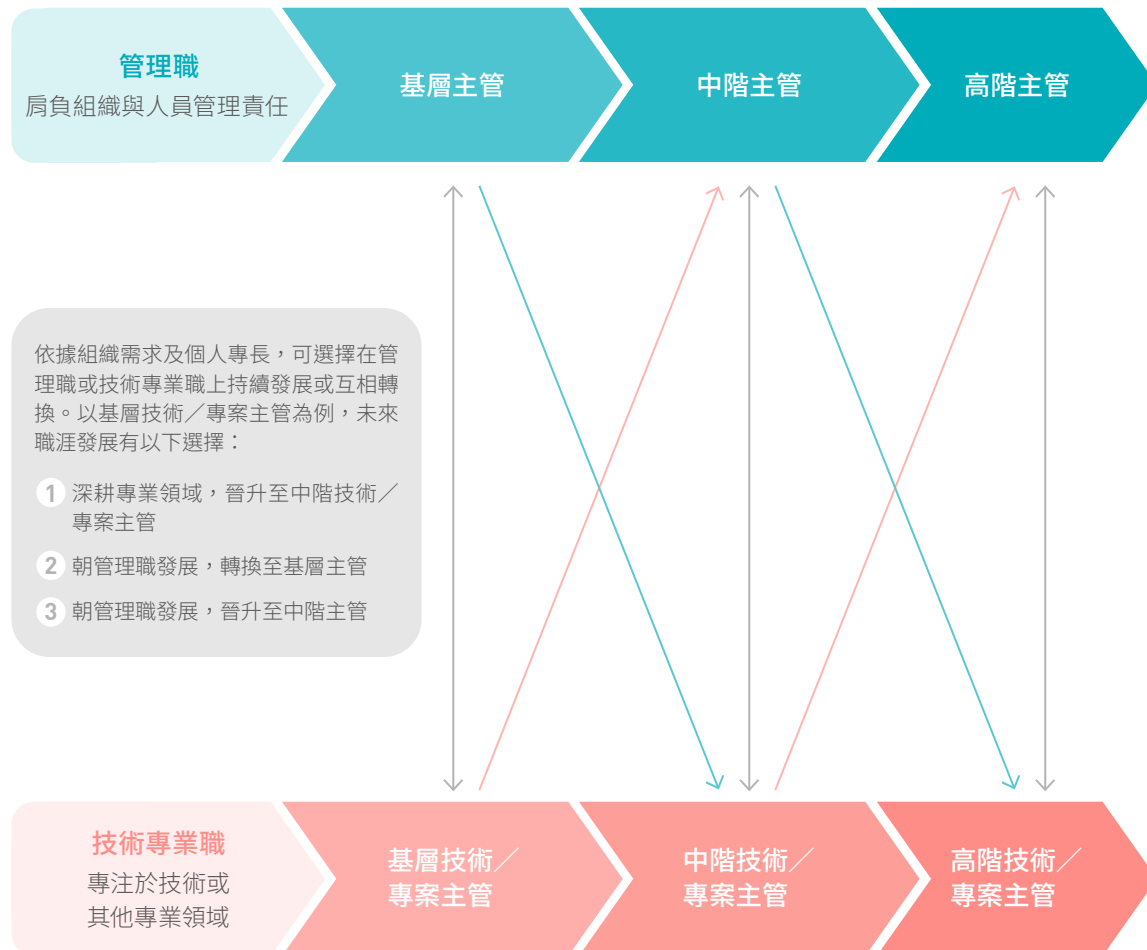 管理職
肩負組織與人員管理責任
基層主管
中階主管
高階主管
依據組織需求及個人專長，可選擇在管
理職或技術專業職上持續發展或互相轉
換。以基層技術／專案主管為例，未來
職涯發展有以下選擇：
1 深耕專業領域，晉升至中階技術／
專案主管
2 朝管理職發展，轉換至基層主管
3 朝管理職發展，晉升至中階主管
技術專業職
專注於技術或
其他專業領域
基層技術／
專案主管
中階技術／
專案主管
高階技術／
專案主管